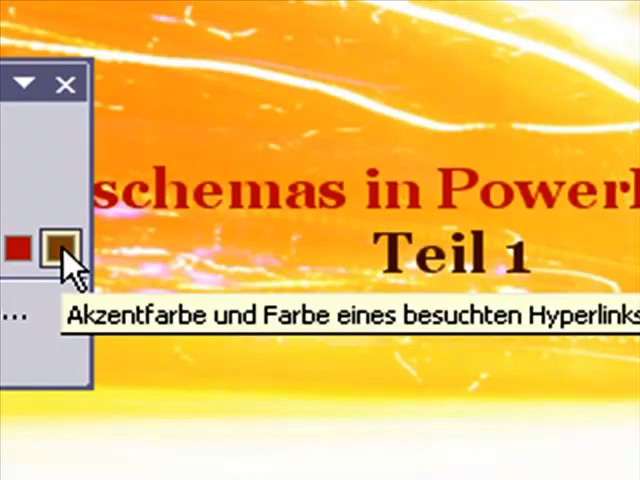 schemas in Power
Teil 1
...
Akzentfarbe und Farbe eines besuchten Hyperlinks